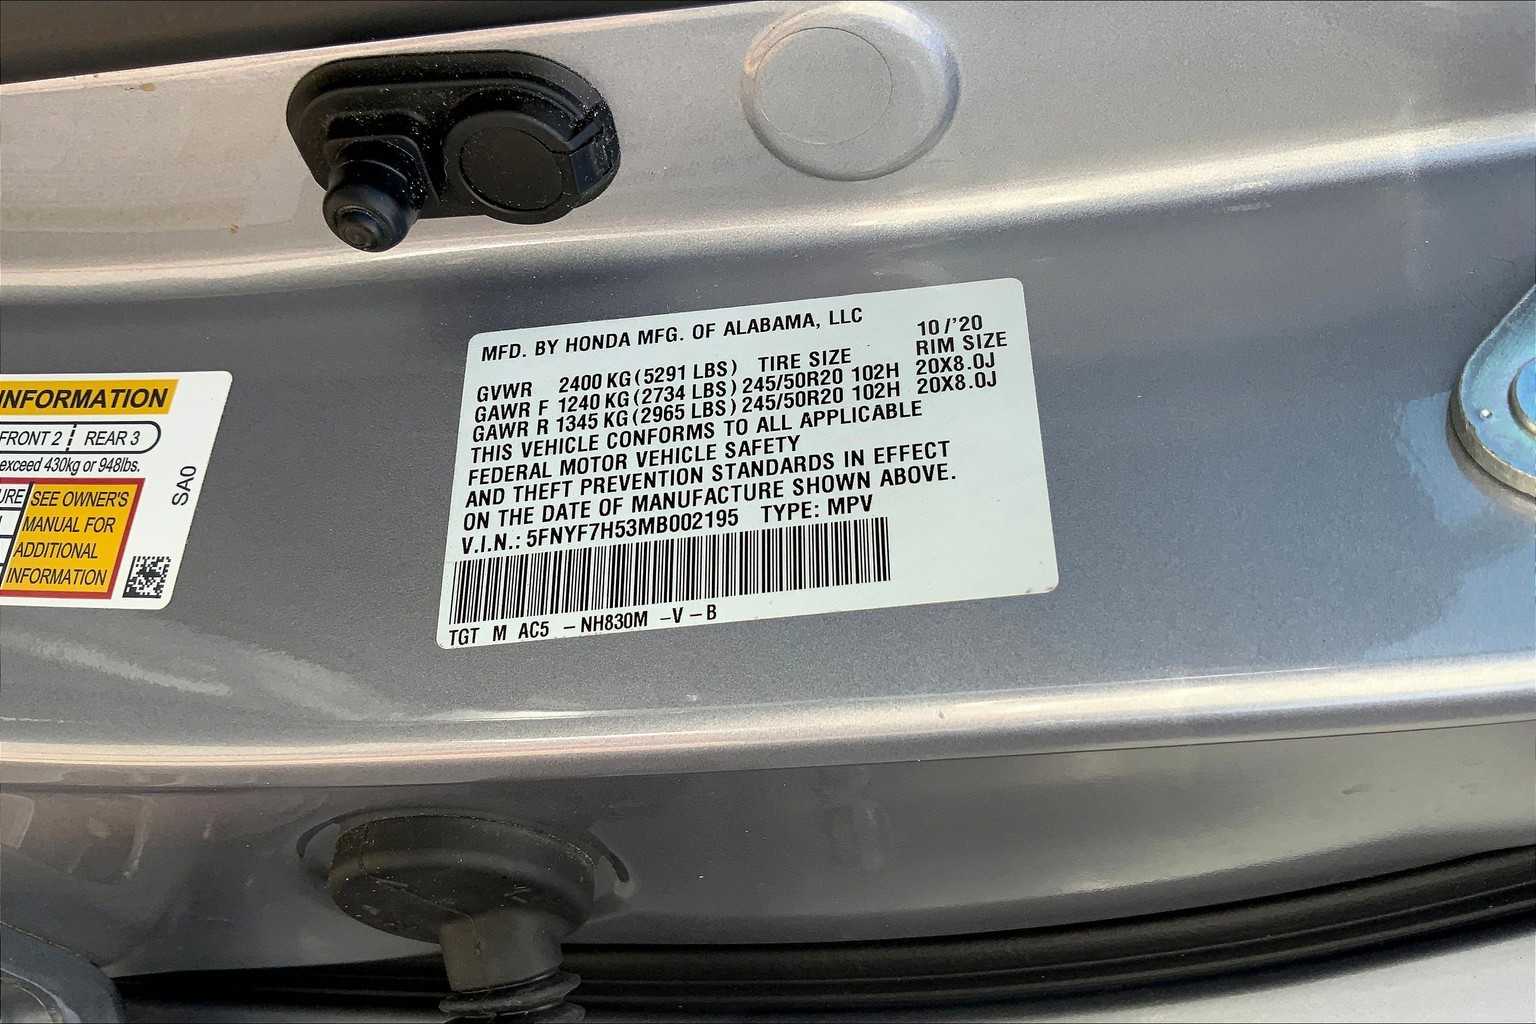 MFD. BY HONDA MFG. OF ALABAMA, LLC 10/'20
GVWR 2400 KG (5291 LBS) TIRE SIZE RIM SIZE
GAWR F 1240 KG (2734 LBS) 245/50R20 102H 20X8.0J
GAWR R 1345 KG (2965 LBS) 245/50R20 102H 20X8.0J
THIS VEHICLE CONFORMS TO ALL APPLICABLE
FEDERAL MOTOR VEHICLE SAFETY
AND THEFT PREVENTION STANDARDS IN EFFECT
ON THE DATE OF MANUFACTURE SHOWN ABOVE.
V.I.N.: 5FNYF7H53MB002195 TYPE: MPV
TGT M AC5 - NH830M - V - B
INFORMATION
FRONT 2 REAR 3
exceed 430kg or 948lbs.
SEE OWNER'S
MANUAL FOR
ADDITIONAL
INFORMATION
SA0